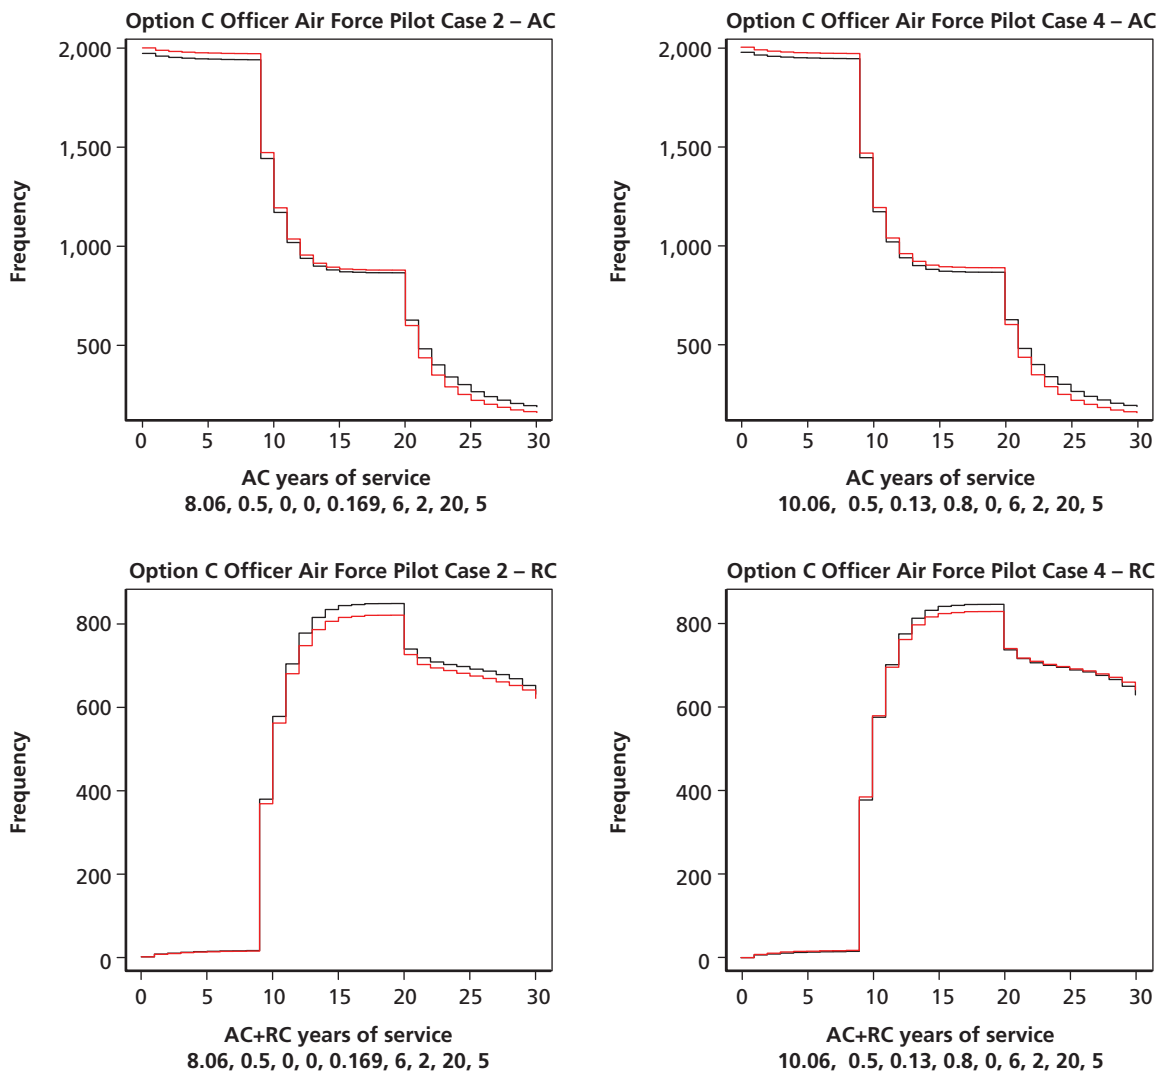 Option C Officer Air Force Pilot Case 2 – AC
2,000
1,500
1,000
500
Frequency
0 5 10 15 20 25 30
AC years of service
8.06, 0.5, 0, 0, 0.169, 6, 2, 20, 5
Option C Officer Air Force Pilot Case 4 – AC
2,000
1,500
1,000
500
Frequency
0 5 10 15 20 25 30
AC years of service
10.06, 0.5, 0.13, 0.8, 0, 6, 2, 20, 5
Option C Officer Air Force Pilot Case 2 – RC
800
600
400
200
0
Frequency
0 5 10 15 20 25 30
AC+RC years of service
8.06, 0.5, 0, 0, 0.169, 6, 2, 20, 5
Option C Officer Air Force Pilot Case 4 – RC
800
600
400
200
0
Frequency
0 5 10 15 20 25 30
AC+RC years of service
10.06, 0.5, 0.13, 0.8, 0, 6, 2, 20, 5